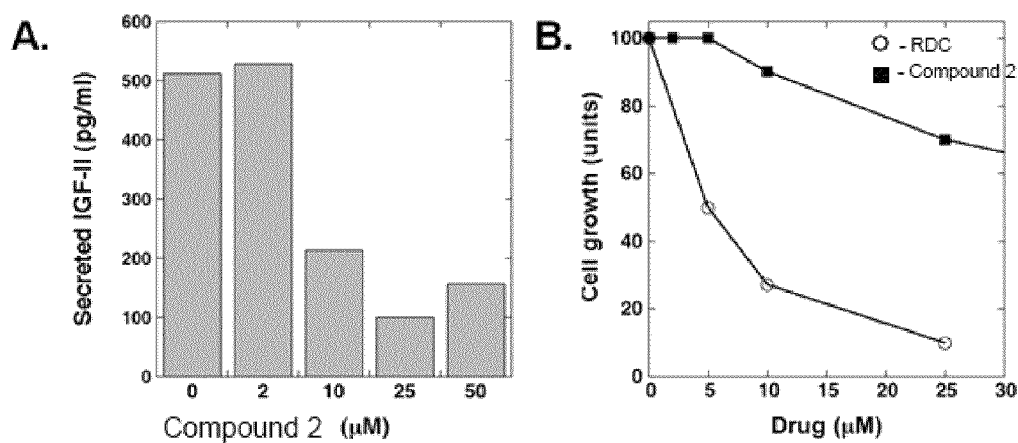 A.
Secreted IGF-II (pg/ml)
600
500
400
300
200
100
0
0 2 10 25 50
Compound 2 (μM)
B.
Cell growth (units)
100
80
60
40
20
0
0 5 10 15 20 25 30
Drug (μM)
- RDC
- Compound 2